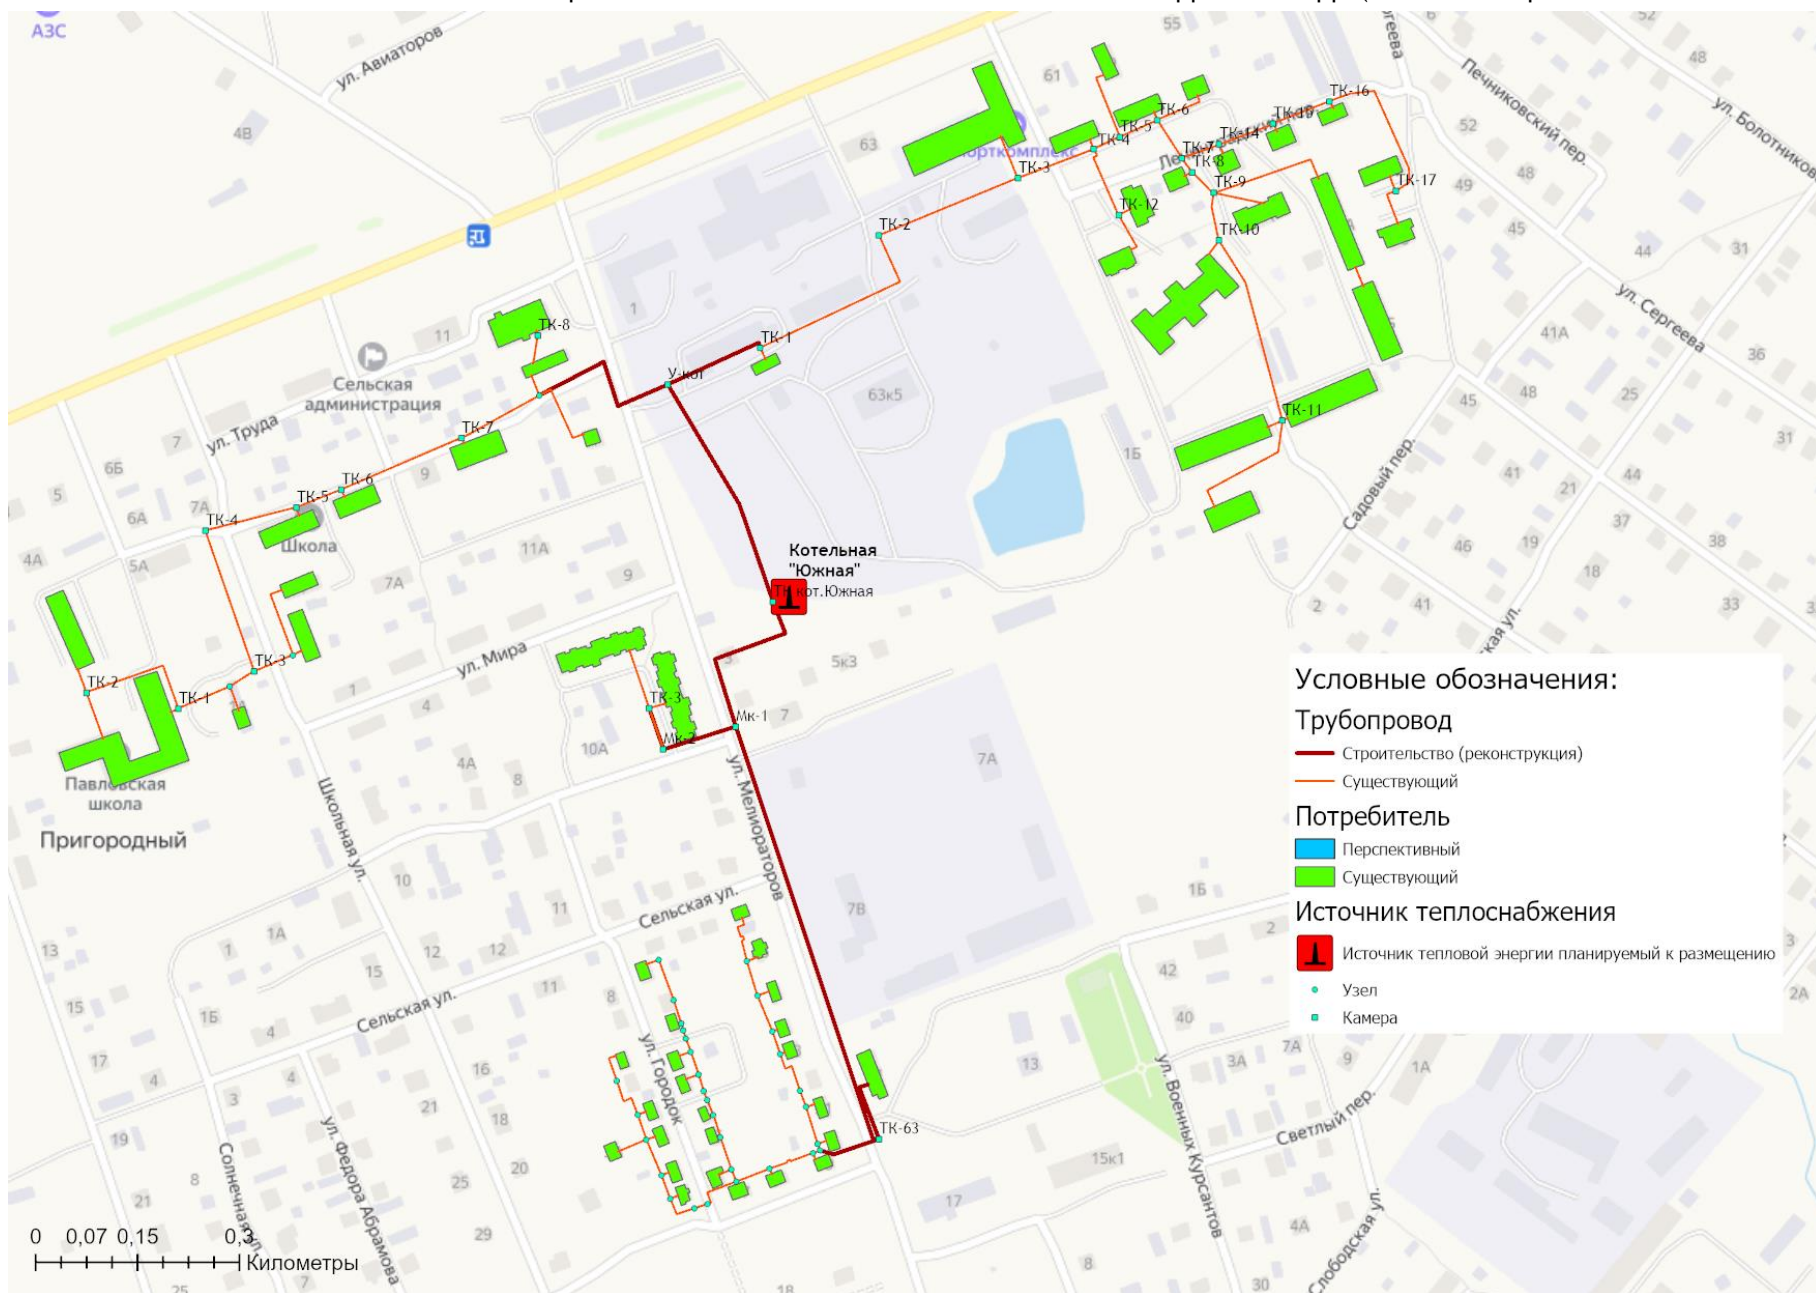 АЗС
ул. Авиаторов
4В
55
61
63
52
48
Печниковский пер.
ул. Болотников
52
48
49
45
44
31
ТК-16
ТК-15
ТК-14
ТК-6
ТК-5
ТК-4
ТК-7
ТК-8
ТК-9
ТК-17
ТК-3
ТК-12
ТК-10
ТК-2
ул. Сергеева
41А
36
1
11
ТК-8
ТК-1
У-кот
Сельская
администрация
63к5
ул. Труда
7
6Б
5
7А
6А
ТК-7
9
ТК-6
ТК-5
ТК-4
Школа
4А
5А
11А
7А
9
1Б
ТК-11
48
45
25
31
Садовый пер.
41
21
44
37
46
19
38
18
2
41
33
Котельная
"Южная"
ТК кот.Южная
ул. Мира
5к3
ТК-3
ТК-2
ТК-1
1
4
ТК-3
Мк-1
7
Мк-2
10А
4А
8
7А
Павловская
школа
Пригородный
Школьная ул.
ул. Мелиораторов
Условные обозначения:
Трубопровод
Строительство (реконструкция)
Существующий
Потребитель
Перспективный
Существующий
Источник теплоснабжения
Источник тепловой энергии планируемый к размещению
Узел
Камера
10
11
Сельская ул.
7В
1Б
2
13
1
1А
12
12
15
11
8
42
2А
15
1Б
4
Сельская ул.
40
17
4
4
16
ул. Городок
13
3А
7А
9
1А
3
21
18
ТК-63
Светлый пер.
19
Солнечная ул.
ул. Федора Абрамова
20
15к1
ул. Военных Курсантов
8
21
25
17
4А
Слободская ул.
29
0 0,07 0,15 0,3
Километры
25
7
18
8
30